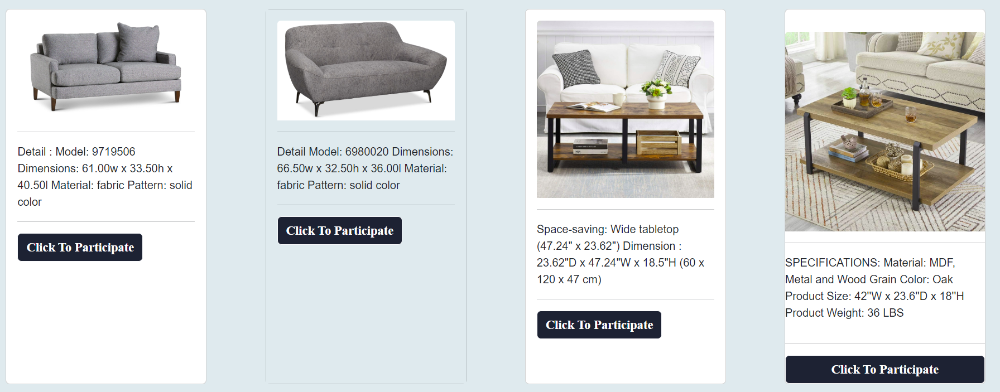 Detail : Model: 9719506
Dimensions: 61.00w x 33.50h x
40.50l Material: fabric Pattern: solid
color
Click To Participate
Detail Model: 6980020 Dimensions:
66.50w x 32.50h x 36.00l Material:
fabric Pattern: solid color
Click To Participate
Space-saving: Wide tabletop
(47.24" x 23.62") Dimension :
23.62"D x 47.24"W x 18.5"H (60 x
120 x 47 cm)
Click To Participate
SPECIFICATIONS: Material: MDF,
Metal and Wood Grain Color: Oak
Product Size: 42"W x 23.6"D x 18"H
Product Weight: 36 LBS
Click To Participate